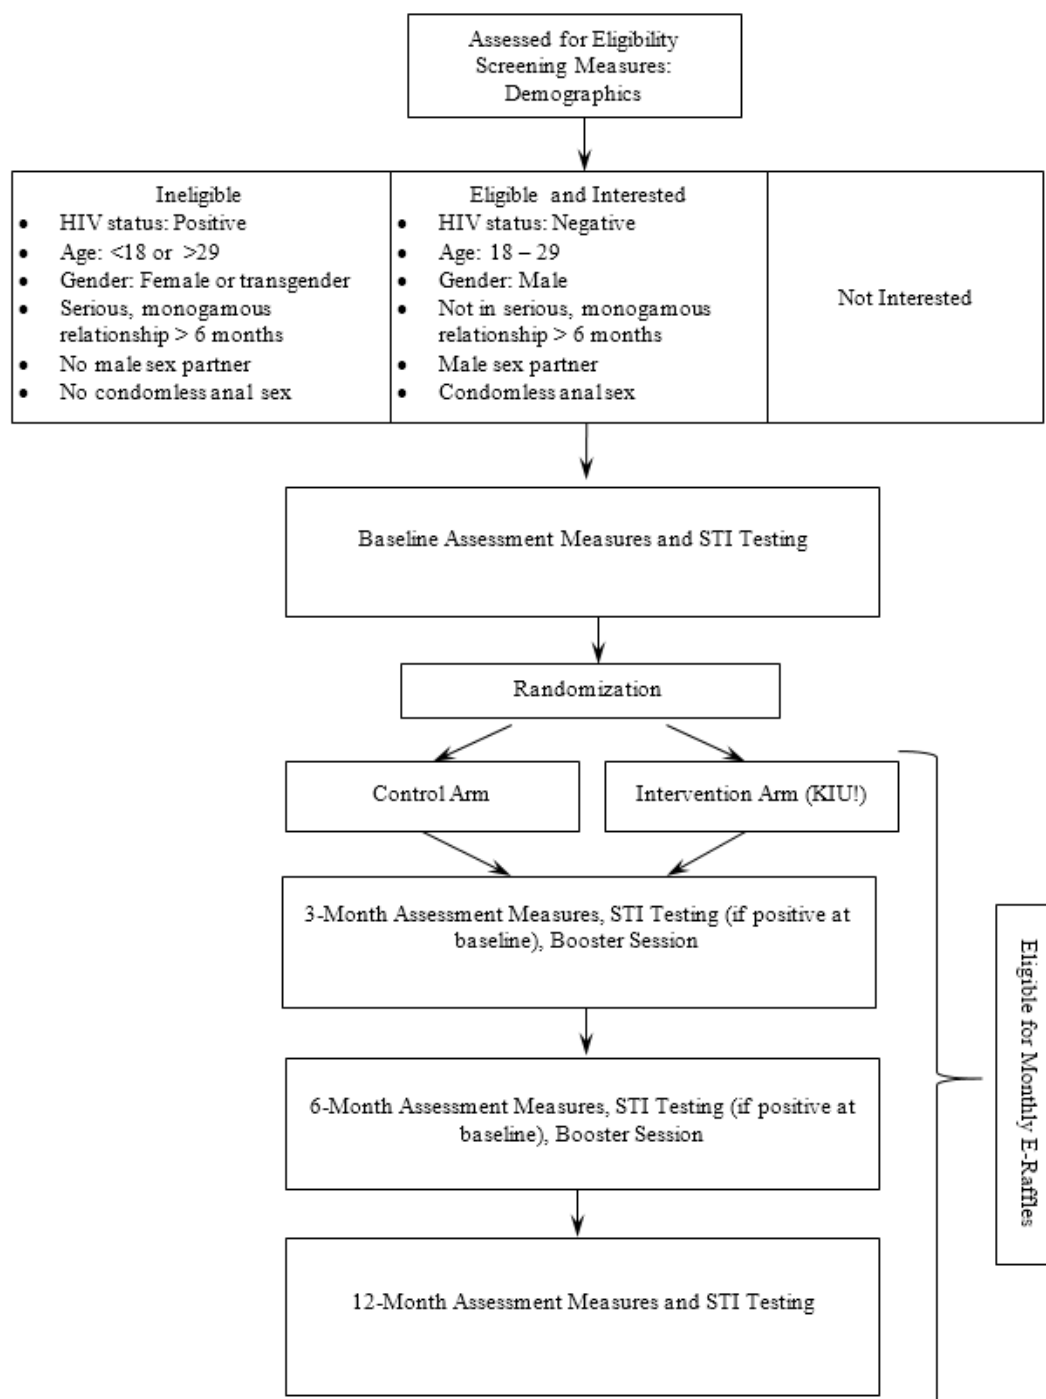 Assessed for Eligibility
Screening Measures:
Demographics
Ineligible
• HIV status: Positive
• Age: <18 or >29
• Gender: Female or transgender
• Serious, monogamous
relationship > 6 months
• No male sex partner
• No condomless anal sex
Eligible and Interested
• HIV status: Negative
• Age: 18 – 29
• Gender: Male
• Not in serious, monogamous
relationship > 6 months
• Male sex partner
• Condomless anal sex
Not Interested
Baseline Assessment Measures and STI Testing
Randomization
Control Arm
Intervention Arm (KIU!)
3-Month Assessment Measures, STI Testing (if positive at
baseline), Booster Session
6-Month Assessment Measures, STI Testing (if positive at
baseline), Booster Session
12-Month Assessment Measures and STI Testing
Eligible for Monthly E-Raffles